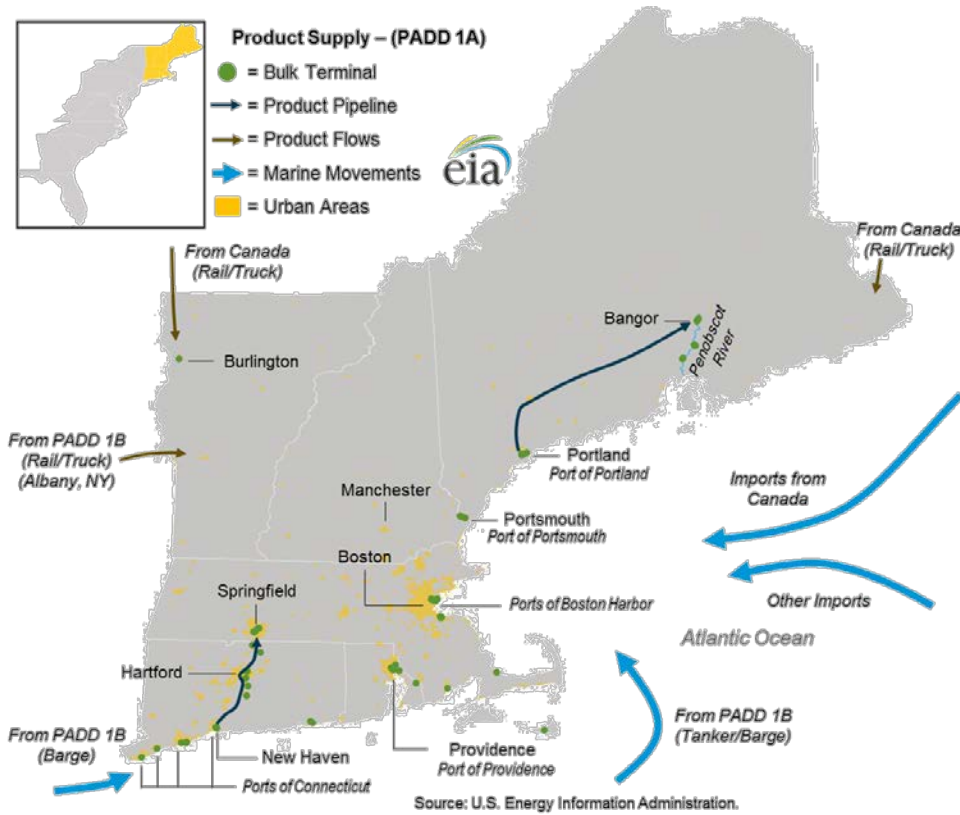 Product Supply – (PADD 1A)
= Bulk Terminal
= Product Pipeline
= Product Flows
= Marine Movements
= Urban Areas
eia
From Canada
(Rail/Truck)
From Canada
(Rail/Truck)
Bangor
Penobscot
River
Burlington
From PADD 1B
(Rail/Truck)
(Albany, NY)
Portland
Port of Portland
Manchester
Imports from
Canada
Portsmouth
Port of Portsmouth
Boston
Springfield
Ports of Boston Harbor
Other Imports
Atlantic Ocean
Hartford
From PADD 1B
(Barge)
From PADD 1B
(Tanker/Barge)
New Haven
Providence
Port of Providence
Ports of Connecticut
Source: U.S. Energy Information Administration.